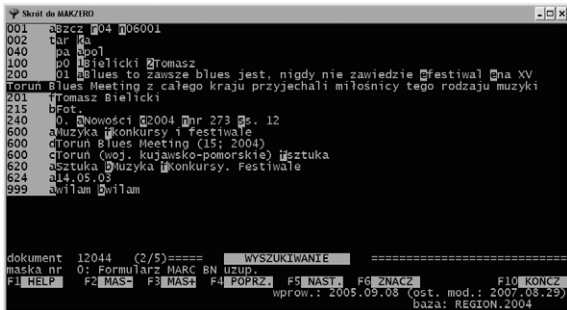 Skrót do MAKZERO
001 aBzcz r04 n06001
002 tar ka
040 pa apol
100 p0 1Bielicki 2Tomasz
200 01 aBlues to zawsze blues jest, nigdy nie zawiedzie efestiwal ena XV
Toruń Blues Meeting z całego kraju przyjechali miłośnicy tego rodzaju muzyki
201 fTomasz Bielicki
215 bFot.
240 0. aNowości d2004 nnr 273 ss. 12
600 aMuzyka fkonkursy i festiwale
600 dToruń Blues Meeting (15; 2004)
600 cToruń (woj. kujawsko-pomorskie) fsztuka
620 aSztuka bMuzyka fKonkursy. Festiwale
624 a14.05.03
999 awilam bwilam
dokument 12044 (2/5)===== WYSZUKIWANIE ============================
maska nr 0: Formularz MARC BN uzup.
F1 HELP F2 MAS- F3 MAS+ F4 POPRZ. F5 NAST. F6 ZNACZ F10 KOŃCZ
wprow.: 2005.09.08 (ost. mod.: 2007.08.29)
baza: REGION.2004